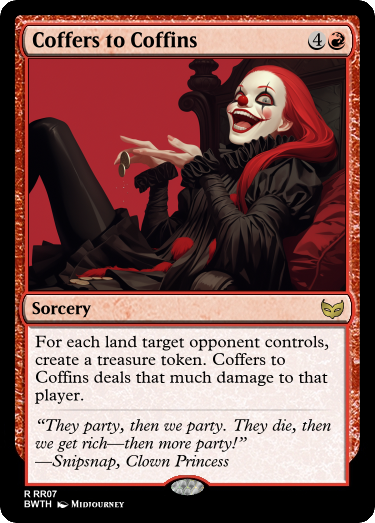 Coffers to Coffins 4
Sorcery
For each land target opponent controls,
create a treasure token. Coffers to
Coffins deals that much damage to that
player.
“They party, then we party. They die, then
we get rich—then more party!”
—Snipsnap, Clown Princess
R RR07
BWTH Midjourney